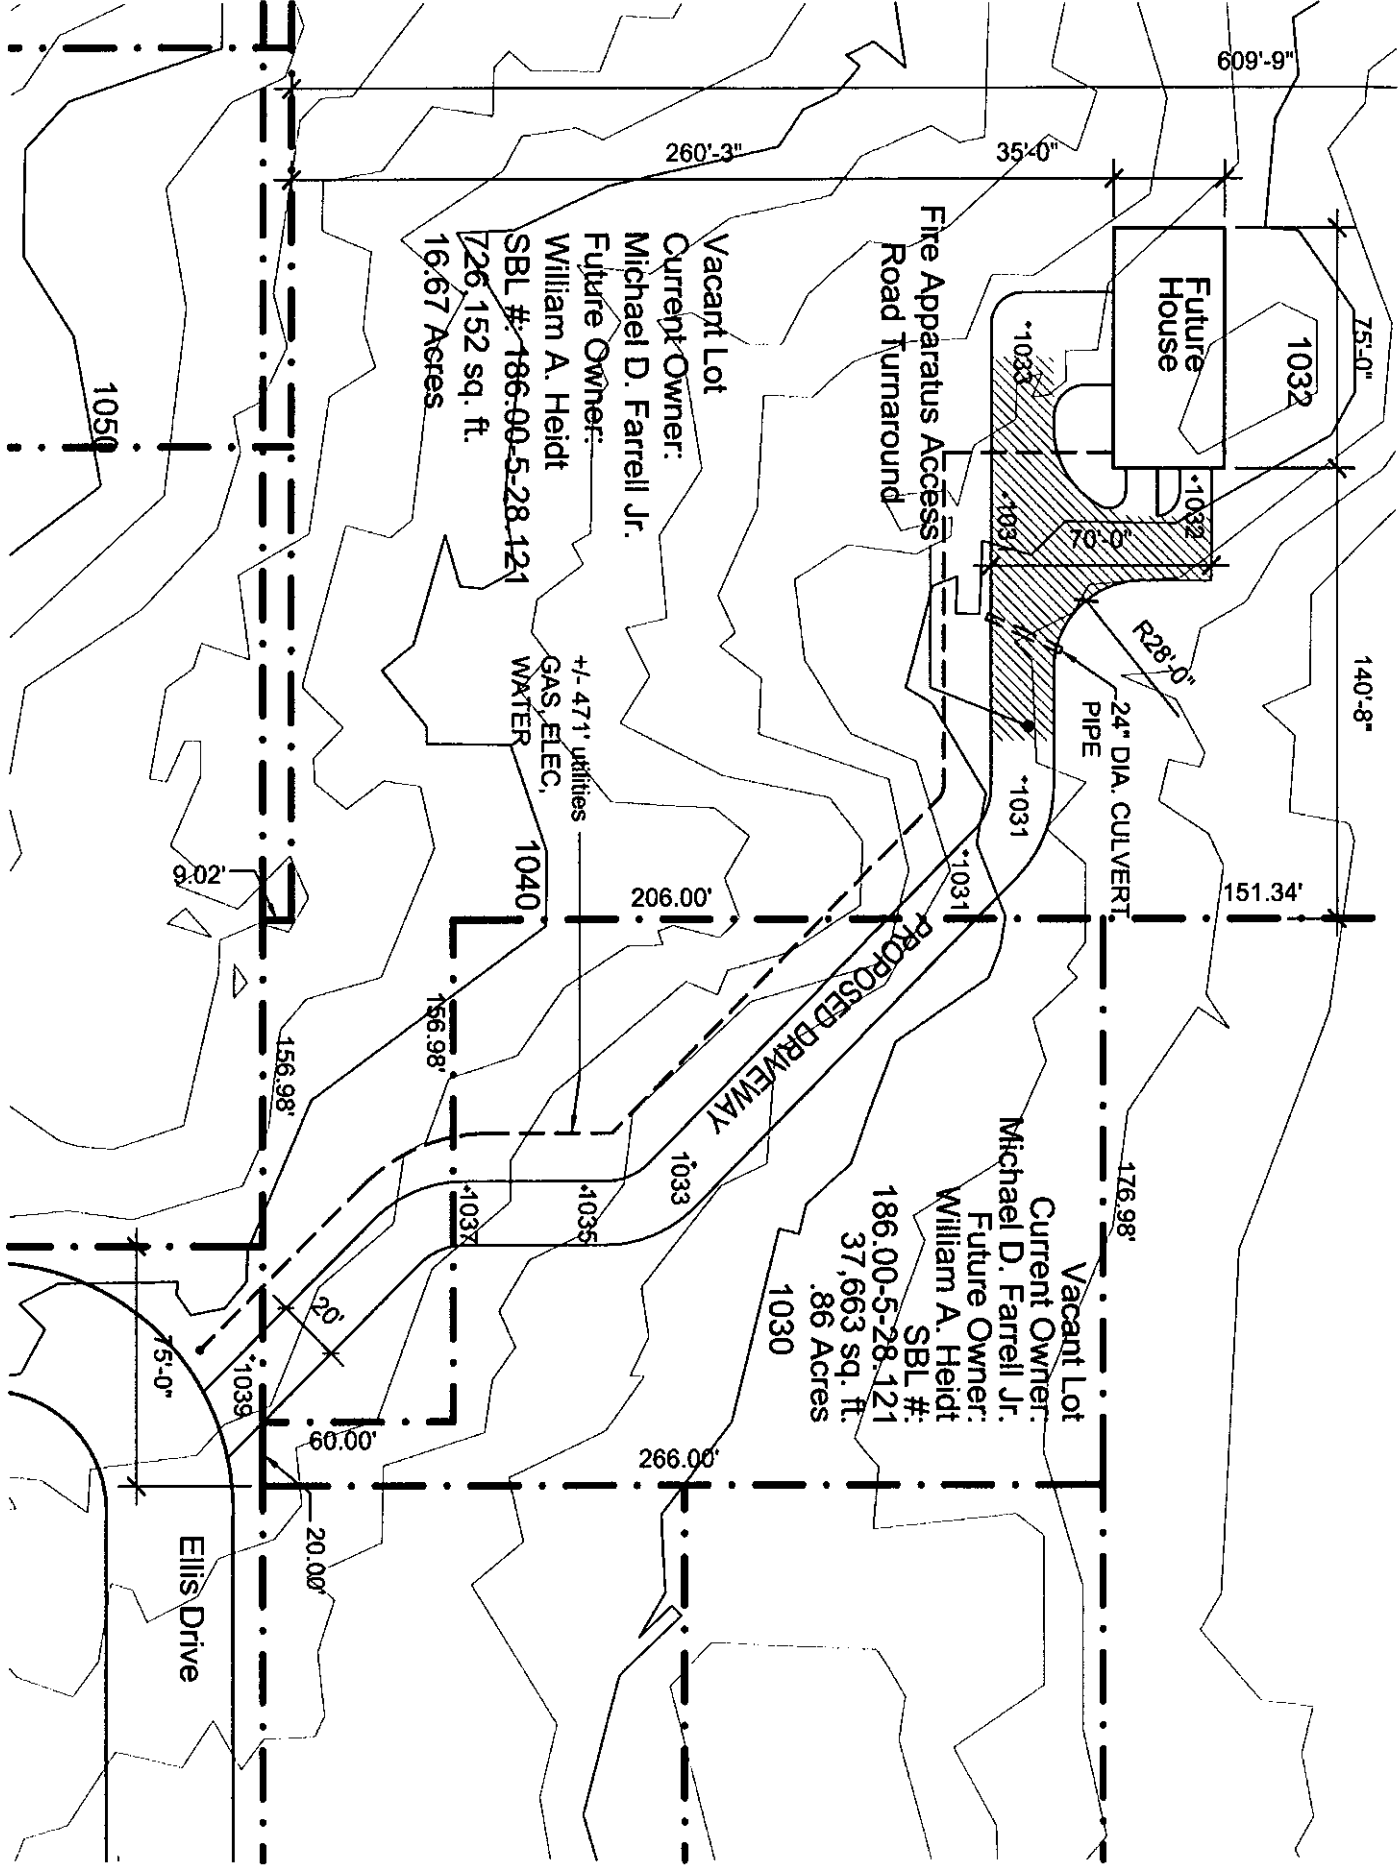 609'-9"
260'-3"
35'-0"
75'-0"
140'-8"
Future
House
1032
Fire Apparatus Access
Road Turnaround
Vacant Lot
Current Owner:
Michael D. Farrell Jr.
Future Owner:
William A. Heidt
SBL #: 186.00-5-28.121
726,152 sq. ft.
16.67 Acres
1050
1033
1031
1032
70'-0"
R28'-0"
24" DIA. CULVERT
PIPE
1031
1031
+/- 471' utilities
GAS, ELEC,
WATER
1040
9.02'
206.00'
151.34'
PROPOSED DRIVEWAY
156.98'
156.98'
176.98'
Vacant Lot
Current Owner:
Michael D. Farrell Jr.
Future Owner:
William A. Heidt
SBL #:
186.00-5-28.121
37,663 sq. ft.
.86 Acres
1030
1033
1035
1037
20'
1039
75'-0"
60.00'
266.00'
20.00'
Ellis Drive